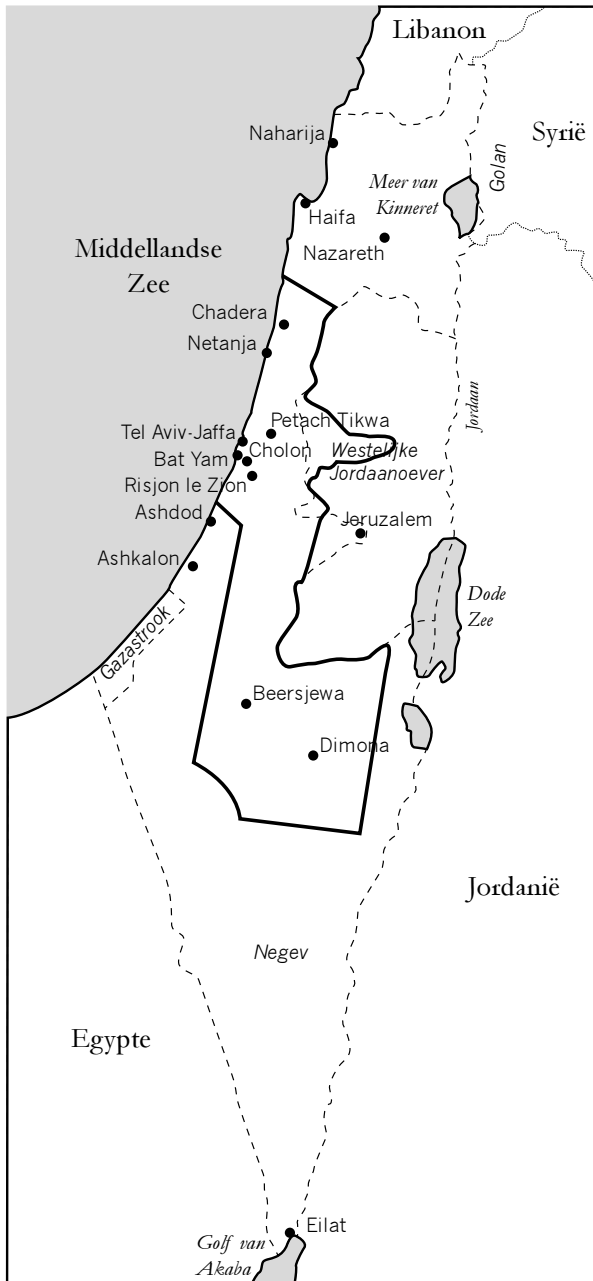 Libanon
Syrië
Naharija
Golan
Meer van
Kinneret
Haifa
Nazareth
Middellandse
Zee
Chadera
Netanja
Jordaan
Petach Tikwa
Tel Aviv-Jaffa
Cholon
Westelijke
Bat Yam
Jordaanoever
Risjon le Zion
Ashdod
Jeruzalem
Ashkalon
Dode
Zee
Gazastrook
Beersjewa
Dimona
Jordanië
Negev
Egypte
Eilat
Golf van
Akaba